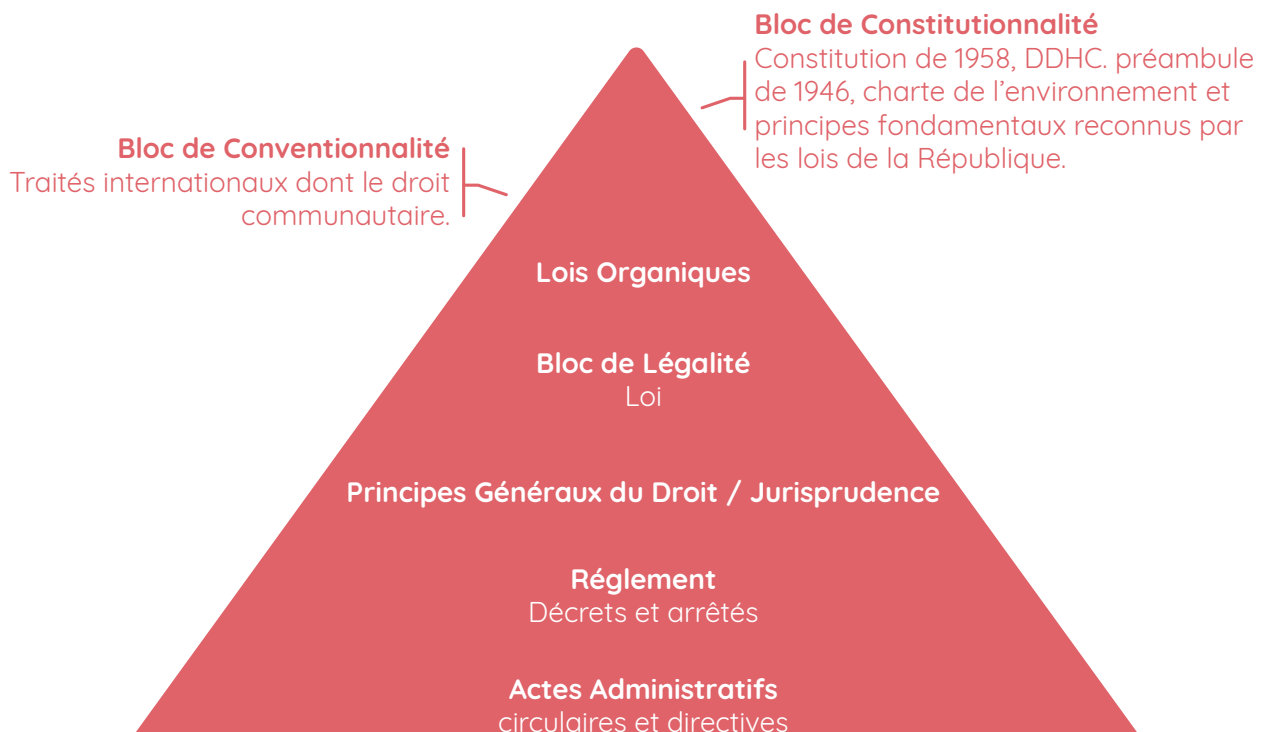 Bloc de Constitutionnalité
Constitution de 1958, DDHC. préambule
de 1946, charte de l'environnement et
principes fondamentaux reconnus par
les lois de la République.
Bloc de Conventionnalité
Traités internationaux dont le droit
communautaire.
Lois Organiques
Bloc de Légalité
Loi
Principes Généraux du Droit / Jurisprudence
Réglement
Décrets et arrêtés
Actes Administratifs
circulaires et directives